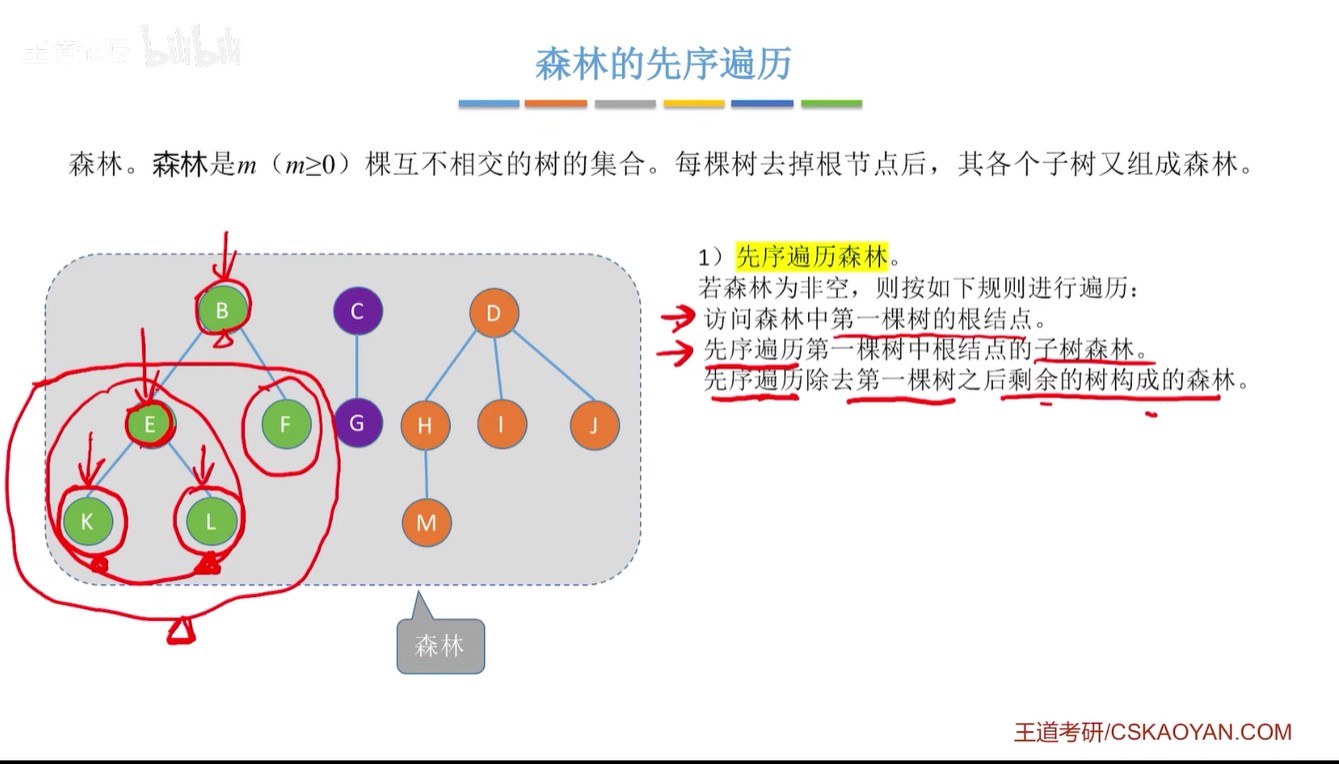 王道论坛 bilibili
森林的先序遍历
森林。森林是m（m≥0）棵互不相交的树的集合。每棵树去掉根节点后，其各个子树又组成森林。
1）先序遍历森林。
若森林为非空，则按如下规则进行遍历：
访问森林中第一棵树的根结点。
先序遍历第一棵树中根结点的子树森林。
先序遍历除去第一棵树之后剩余的树构成的森林。
B C D
E F G H I J
K L M
森林
王道考研/CSKAOYAN.COM